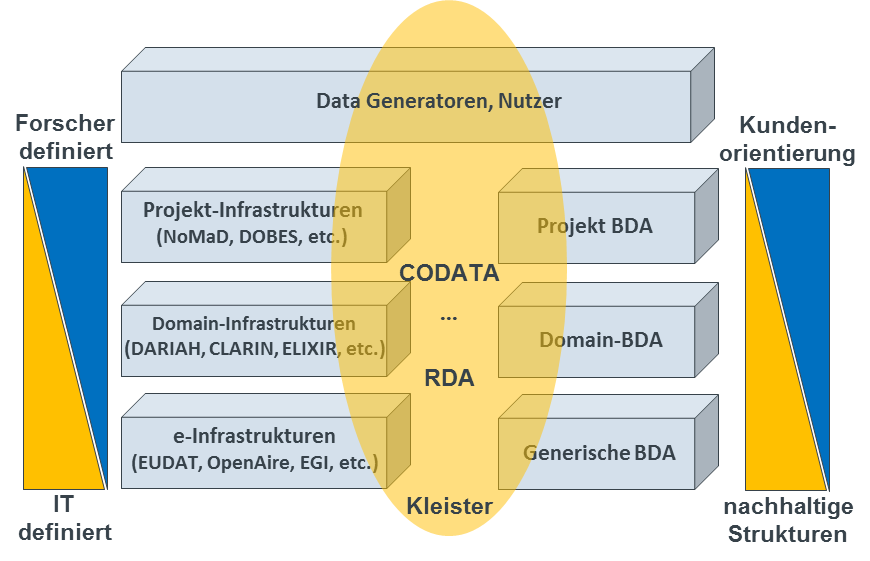 Data Generatoren, Nutzer
Forscher
definiert
Kunden-
orientierung
Projekt-Infrastrukturen
(NoMaD, DOBES, etc.)
Projekt BDA
CODATA
...
Domain-Infrastrukturen
(DARIAH, CLARIN, ELIXIR, etc.)
Domain-BDA
RDA
e-Infrastrukturen
(EUDAT, OpenAire, EGI, etc.)
Generische BDA
Kleister
IT
definiert
nachhaltige
Strukturen